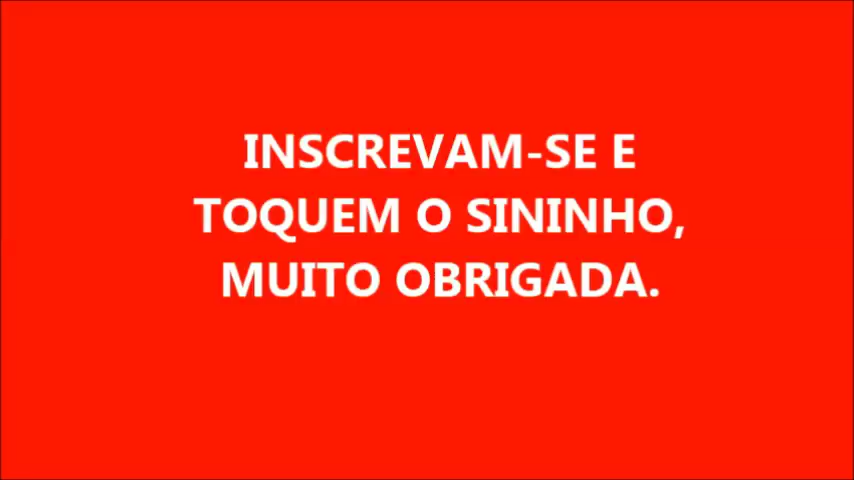 INSCREVAM-SE E
TOQUEM O SININHO,
MUITO OBRIGADA.